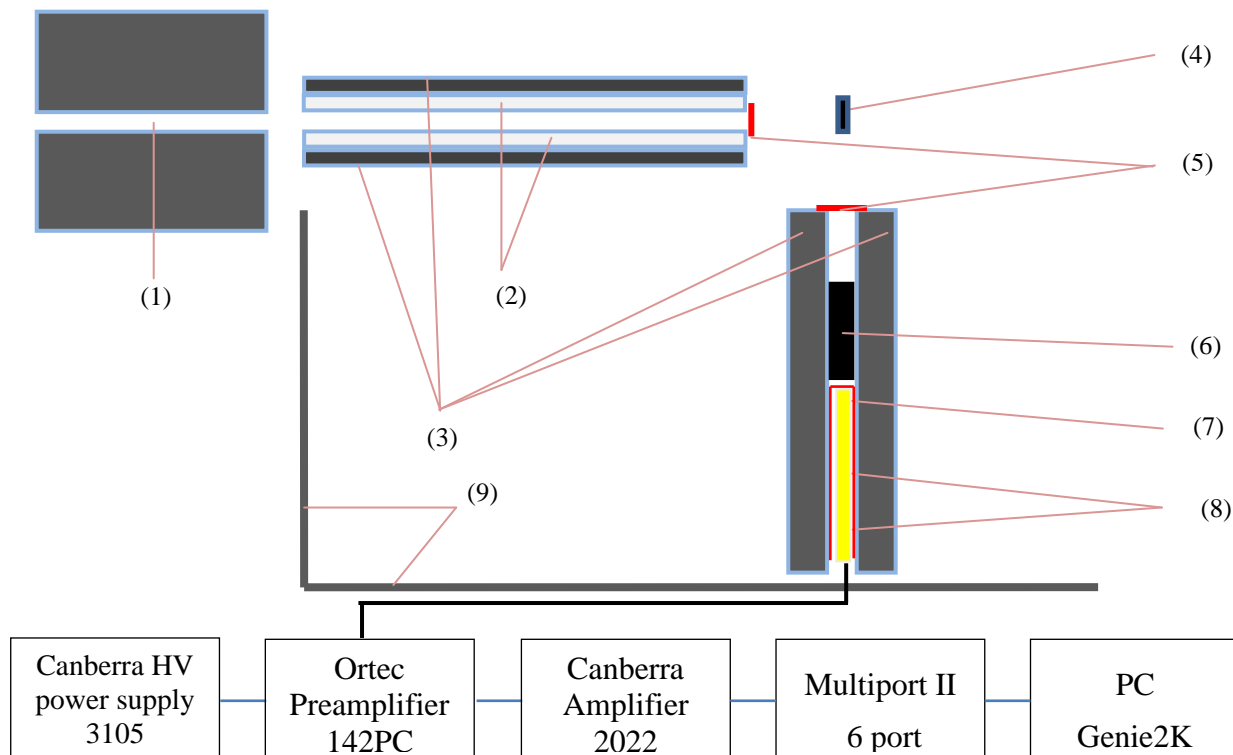 (4)
(5)
(1)
(2)
(6)
(3)
(7)
(9)
(8)
Canberra HV
power supply
3105
Ortec
Preamplifier
142PC
Canberra
Amplifier
2022
Multiport II
6 port
PC
Genie2K